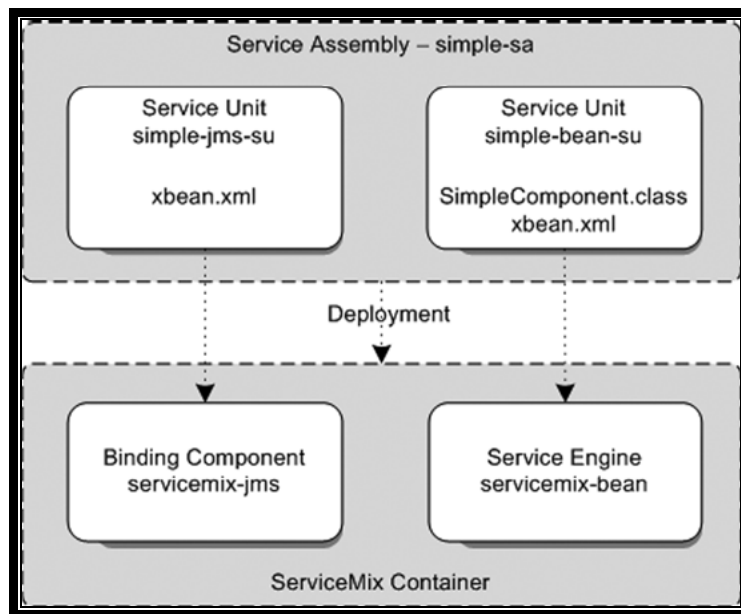 Service Assembly – simple-sa
Service Unit
simple-jms-su
xbean.xml
Service Unit
simple-bean-su
SimpleComponent.class
xbean.xml
Deployment
Binding Component
servicemix-jms
Service Engine
servicemix-bean
ServiceMix Container